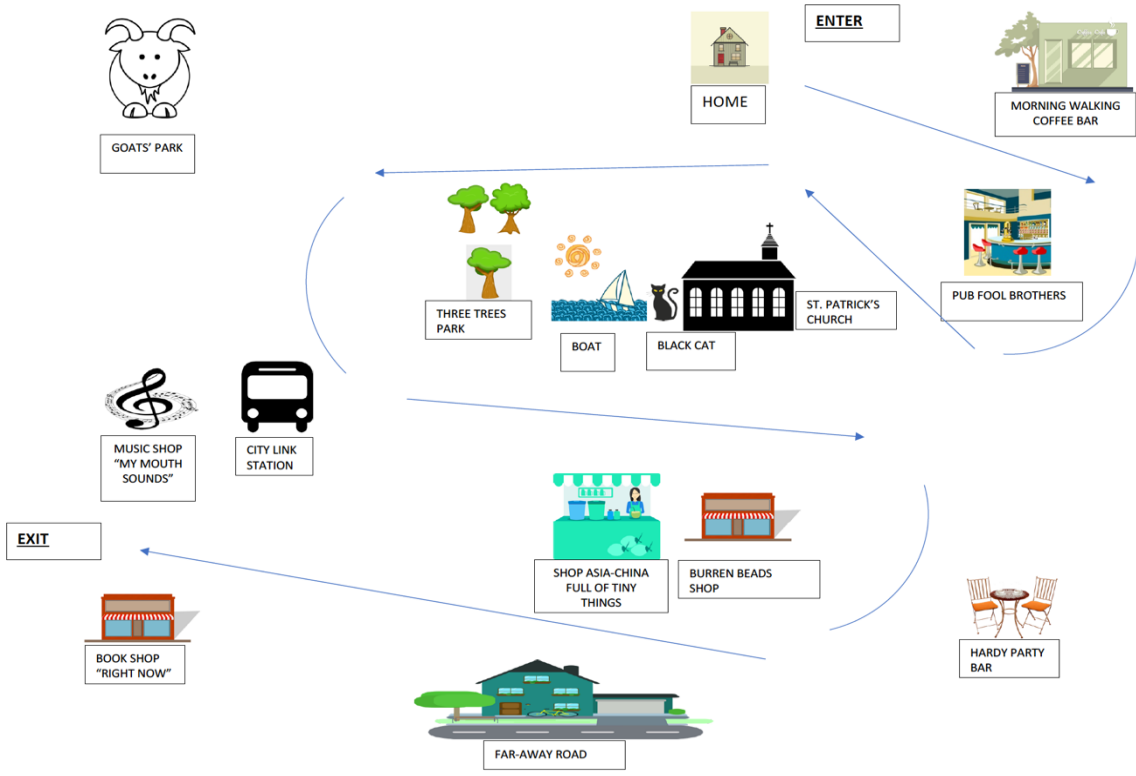 ENTER
HOME
MORNING WALKING
COFFEE BAR
GOATS’ PARK
THREE TREES
PARK
BOAT
BLACK CAT
ST. PATRICK’S
CHURCH
PUB FOOL BROTHERS
MUSIC SHOP
“MY MOUTH
SOUNDS”
CITY LINK
STATION
EXIT
SHOP ASIA-CHINA
FULL OF TINY
THINGS
BURREN BEADS
SHOP
HARDY PARTY
BAR
BOOK SHOP
“RIGHT NOW”
FAR-AWAY ROAD